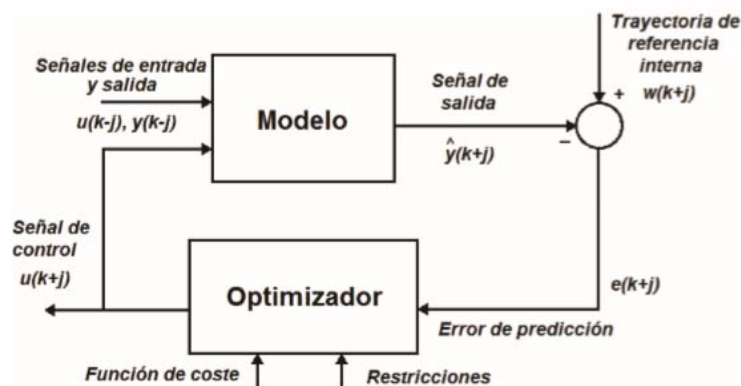 Trayectoria de
referencia
interna
w(k+j)
+
Señales de entrada
y salida
u(k-j), y(k-j)
Modelo
Señal de
salida
^
y(k+j)
−
Señal de
control
u(k+j)
Optimizador
e(k+j)
Error de predicción
Función de coste
Restricciones